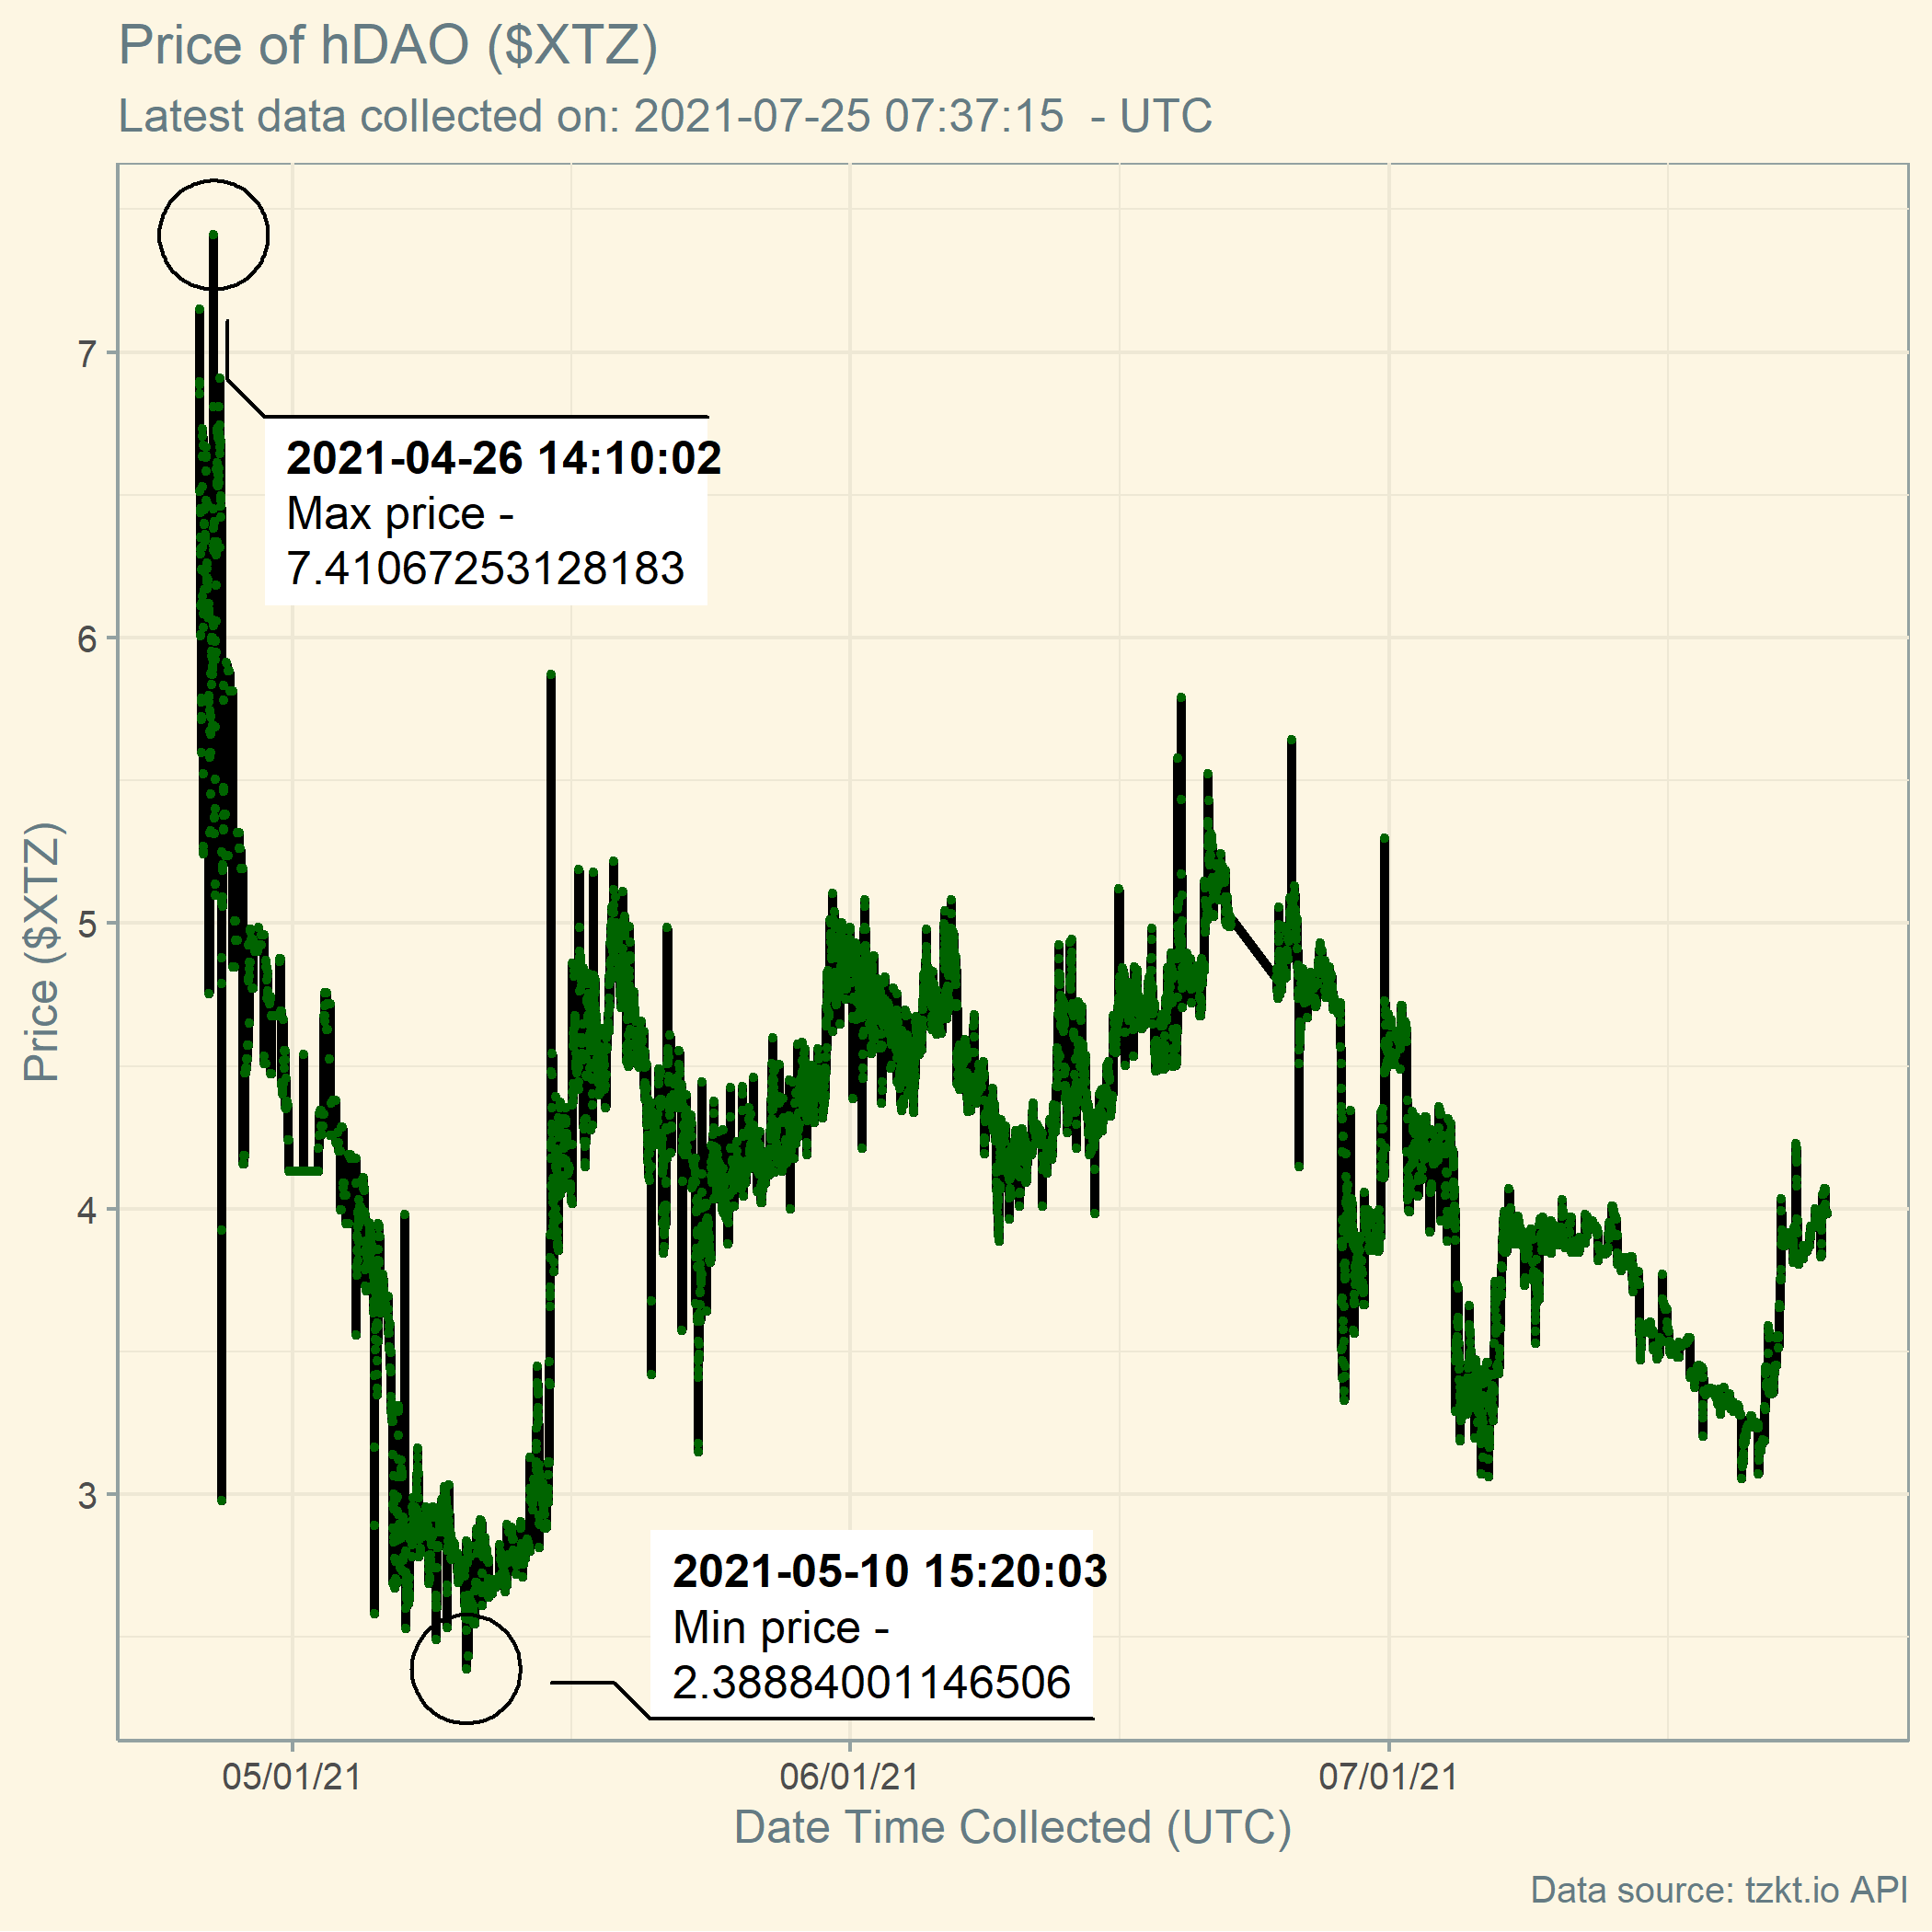 Price of hDAO ($XTZ)
Latest data collected on: 2021-07-25 07:37:15  - UTC
7
2021-04-26 14:10:02
Max price -
7.41067253128183
6
5
Price ($XTZ)
4
3
2021-05-10 15:20:03
Min price -
2.38884001146506
05/01/21
06/01/21
07/01/21
Date Time Collected (UTC)
Data source: tzkt.io API